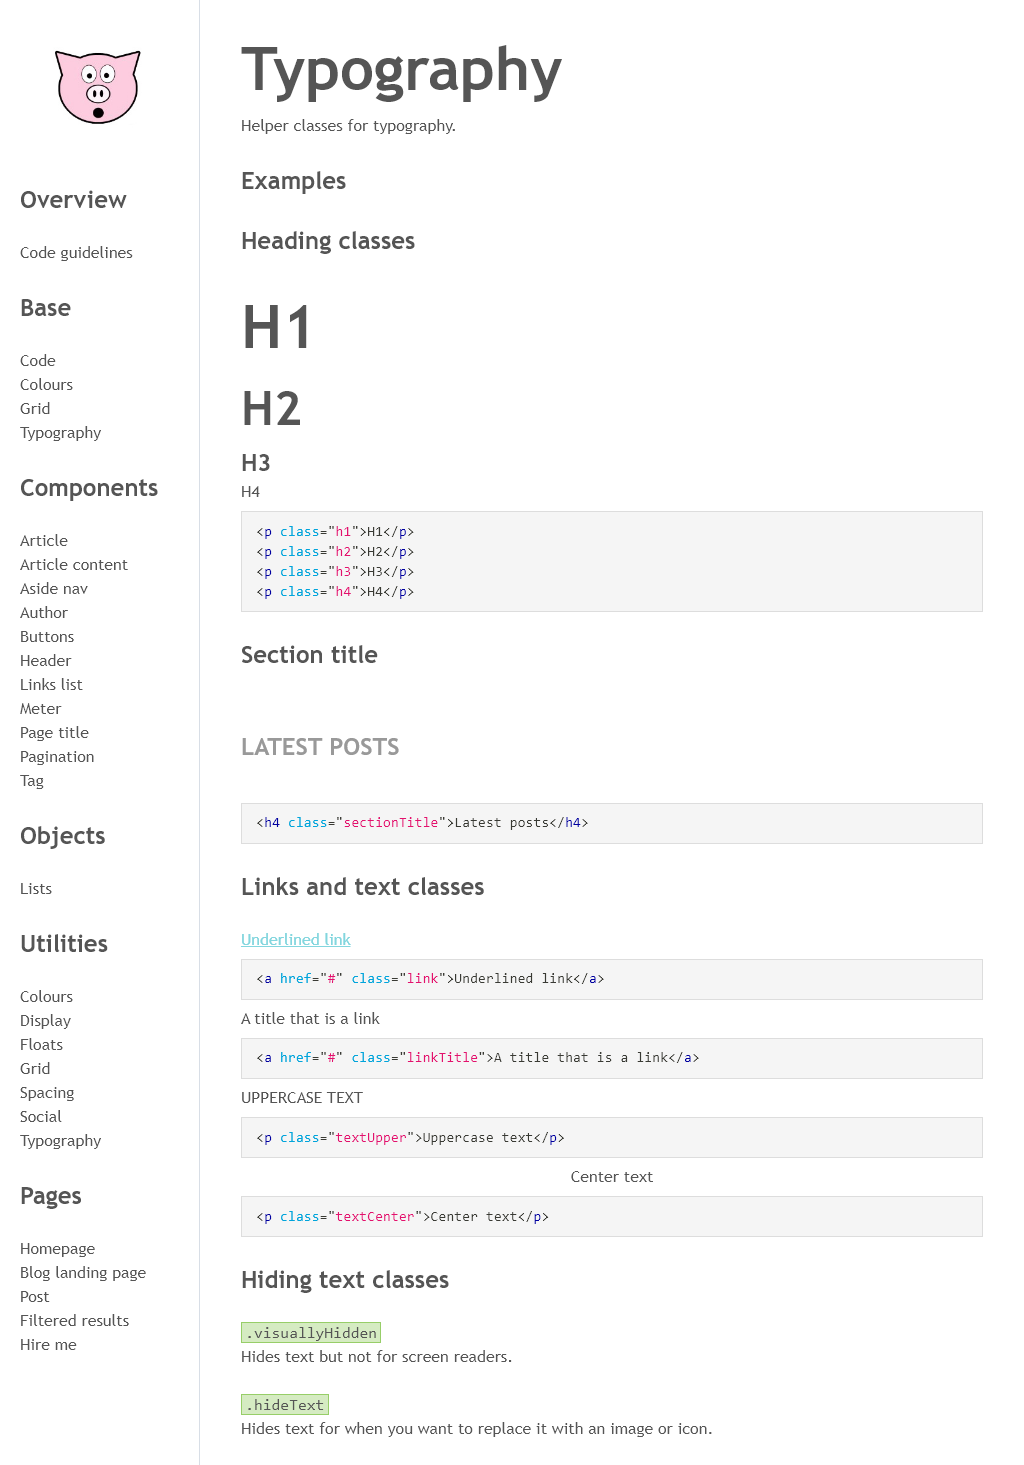 Overview
Code guidelines
Base
Code
Colours
Grid
Typography
Components
Article
Article content
Aside nav
Author
Buttons
Header
Links list
Meter
Page title
Pagination
Tag
Objects
Lists
Utilities
Colours
Display
Floats
Grid
Spacing
Social
Typography
Pages
Homepage
Blog landing page
Post
Filtered results
Hire me
Typography
Helper classes for typography.
Examples
Heading classes
H1
H2
H3
H4
<p class="h1">H1</p>
<p class="h2">H2</p>
<p class="h3">H3</p>
<p class="h4">H4</p>
Section title
LATEST POSTS
<h4 class="sectionTitle">Latest posts</h4>
Links and text classes
Underlined link
<a href="#" class="link">Underlined link</a>
A title that is a link
<a href="#" class="linkTitle">A title that is a link</a>
UPPERCASE TEXT
<p class="textUpper">Uppercase text</p>
Center text
<p class="textCenter">Center text</p>
Hiding text classes
.visuallyHidden
Hides text but not for screen readers.
.hideText
Hides text for when you want to replace it with an image or icon.